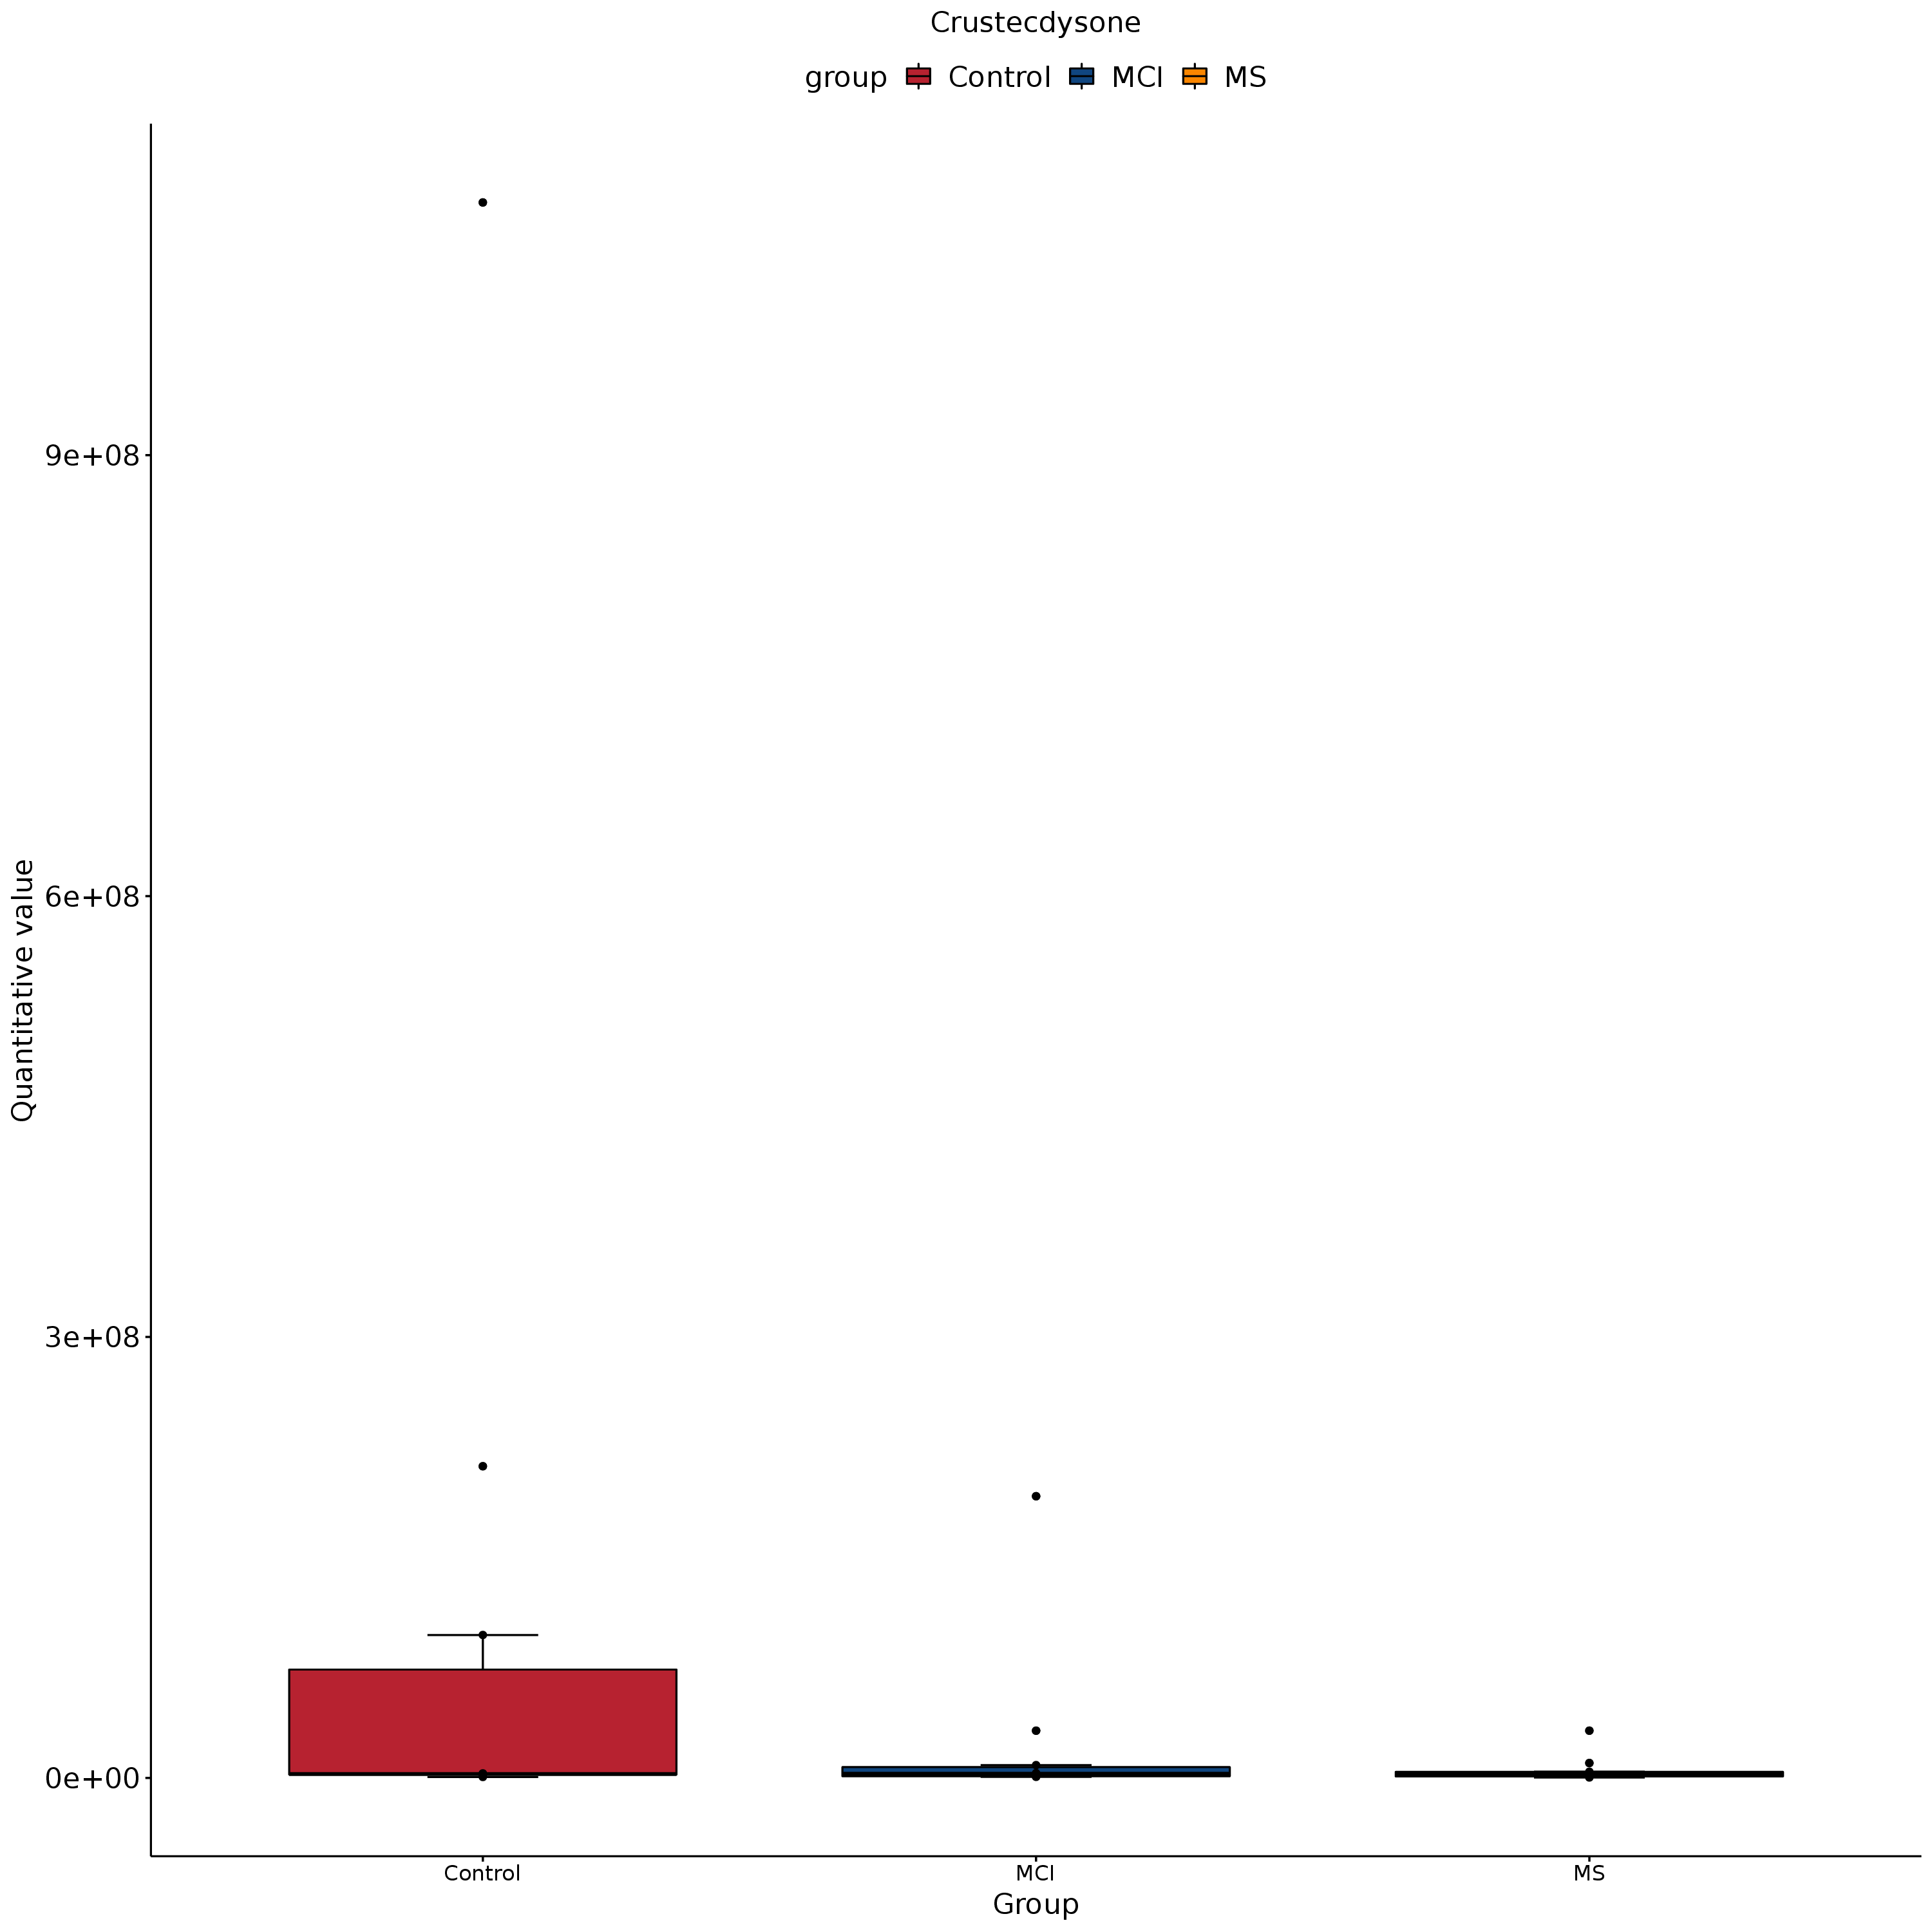 Crustecdysone
group Control MCI MS
Quantitative value
9e+08
6e+08
3e+08
0e+00
Control MCI MS
Group